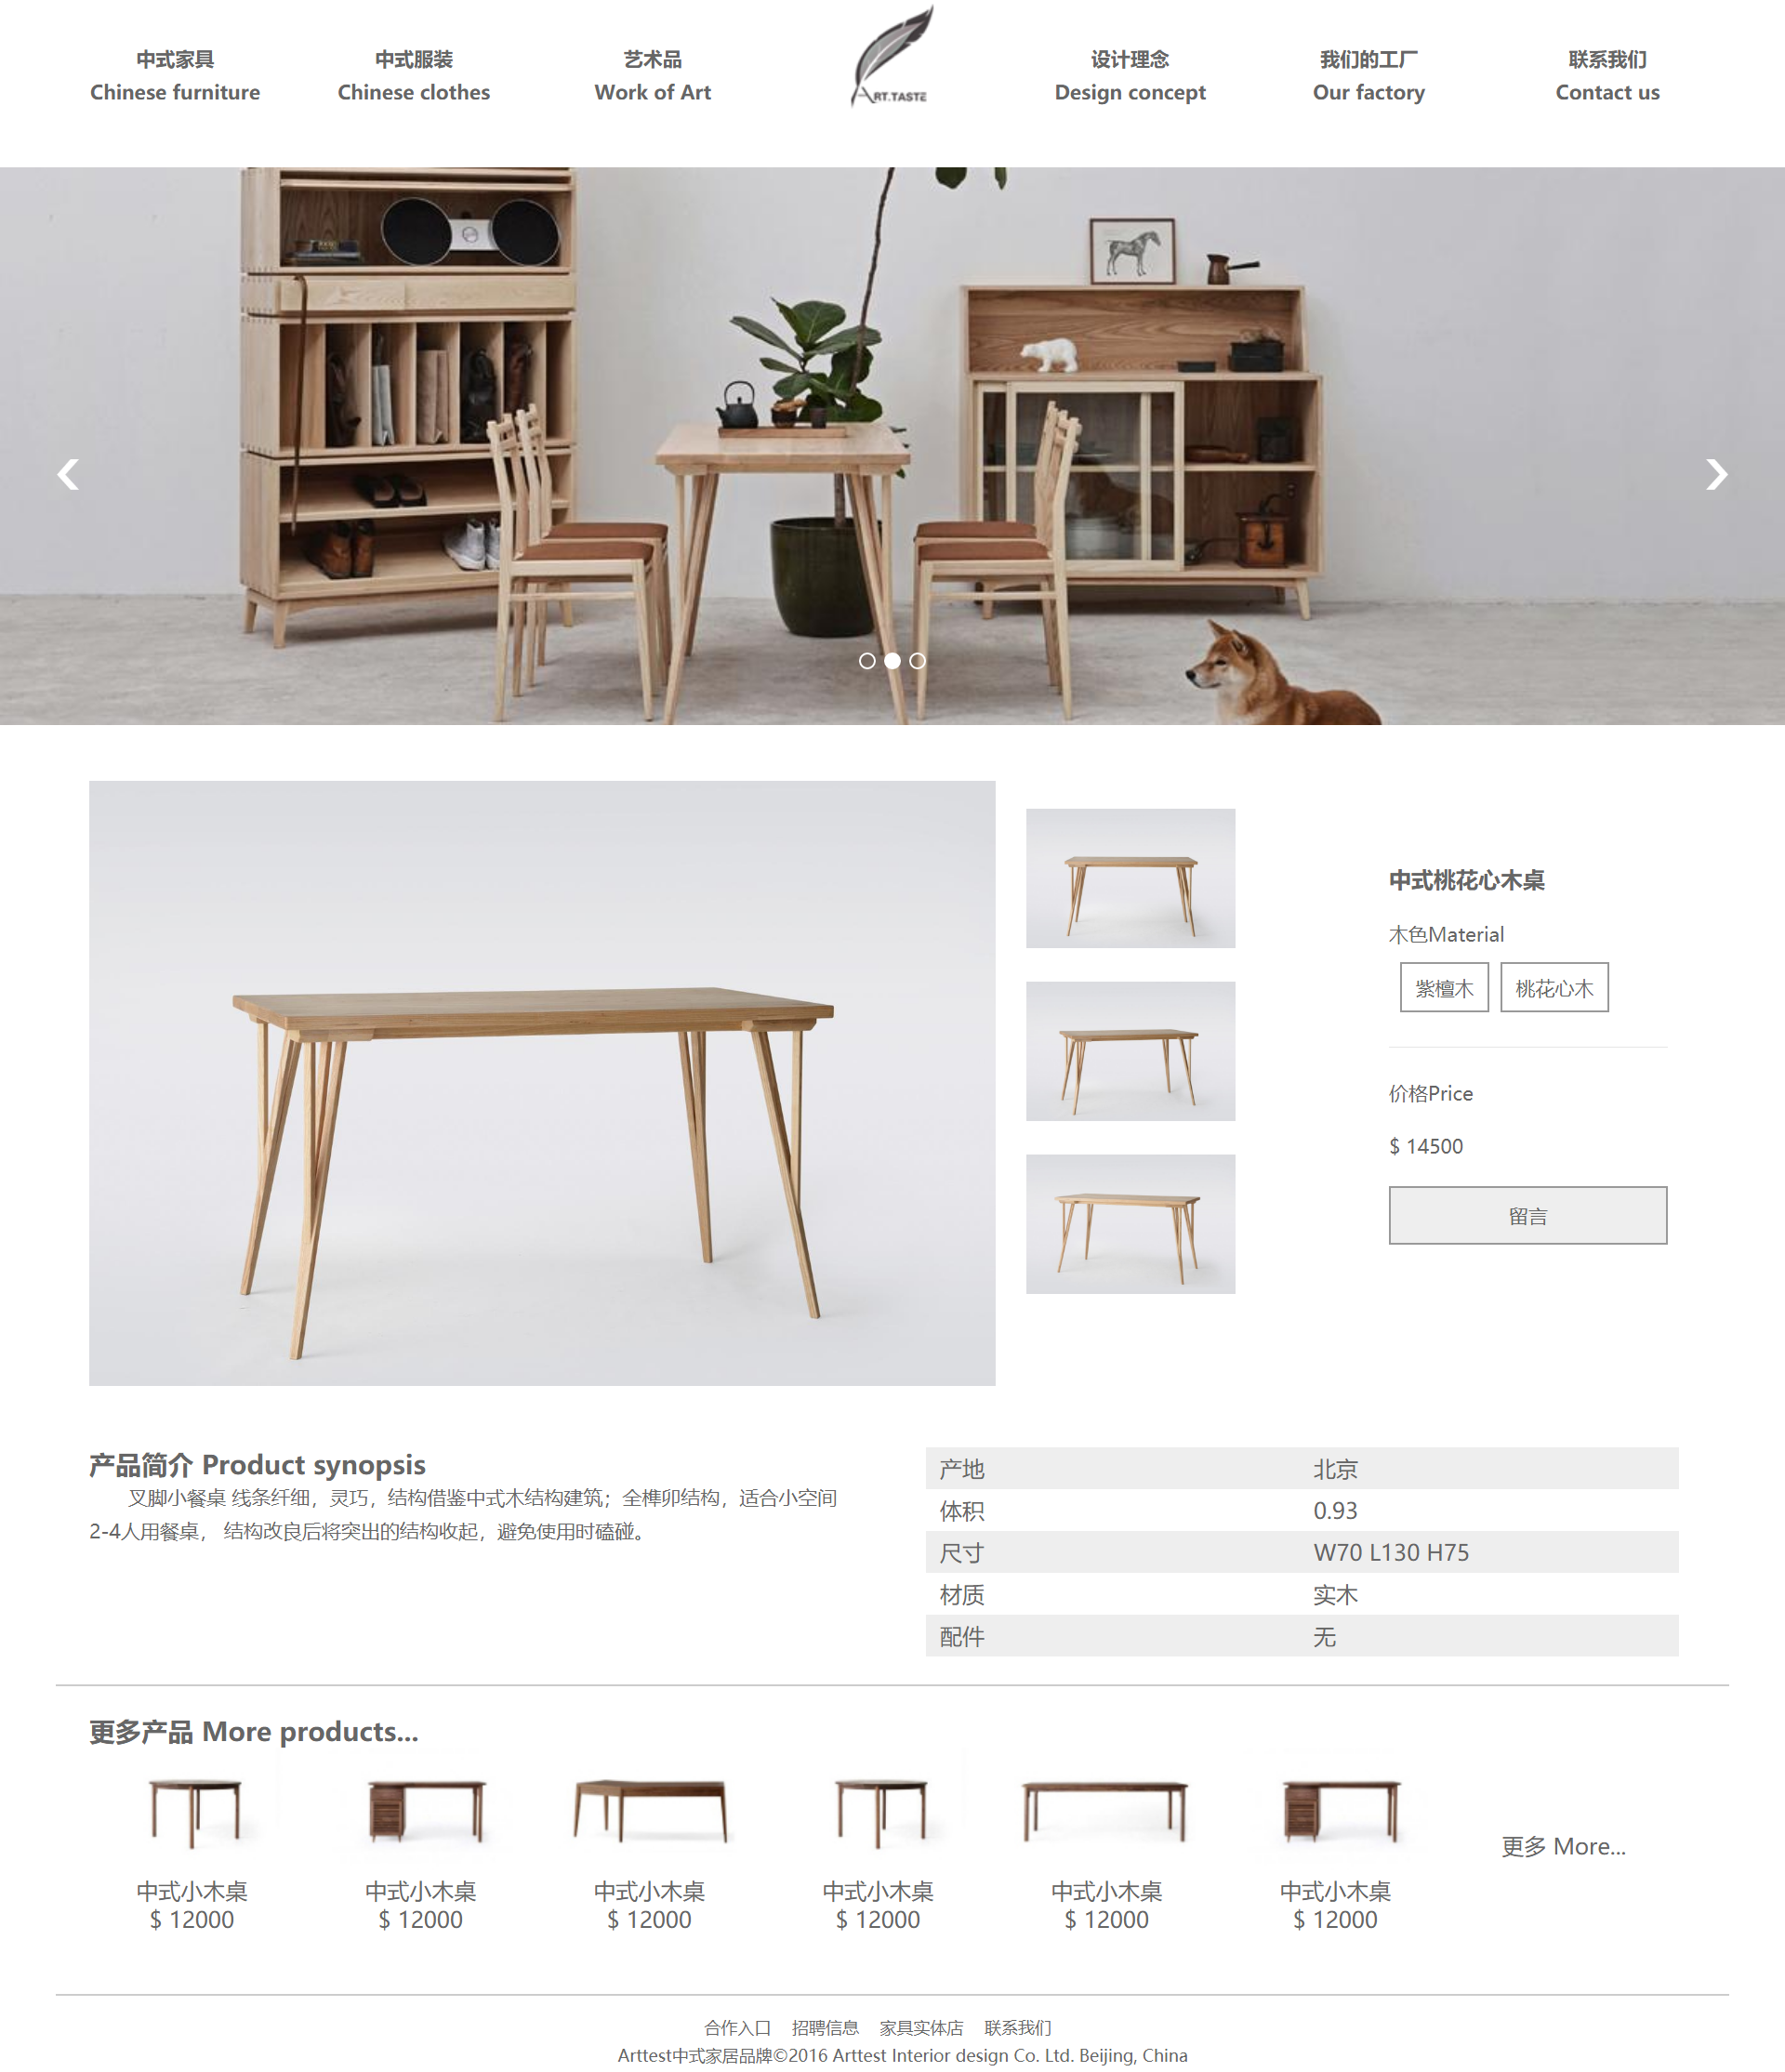 中式家具 中式服装 艺术品 设计理念 我们的工厂 联系我们
Chinese furniture Chinese clothes Work of Art Design concept Our factory Contact us
ART.TASTE
中式桃花心木桌
木色Material
紫檀木 桃花心木
价格Price
$ 14500
留言
产品简介 Product synopsis
叉脚小餐桌 线条纤细，灵巧，结构借鉴中式木结构建筑；全榫卯结构，适合小空间
2-4人用餐桌， 结构改良后将突出的结构收起，避免使用时磕碰。
产地 北京
体积 0.93
尺寸 W70 L130 H75
材质 实木
配件 无
更多产品 More products...
中式小木桌 中式小木桌 中式小木桌 中式小木桌 中式小木桌 中式小木桌
$ 12000 $ 12000 $ 12000 $ 12000 $ 12000 $ 12000
更多 More...
合作入口 招聘信息 家具实体店 联系我们
Arttest中式家居品牌©2016 Arttest Interior design Co. Ltd. Beijing, China